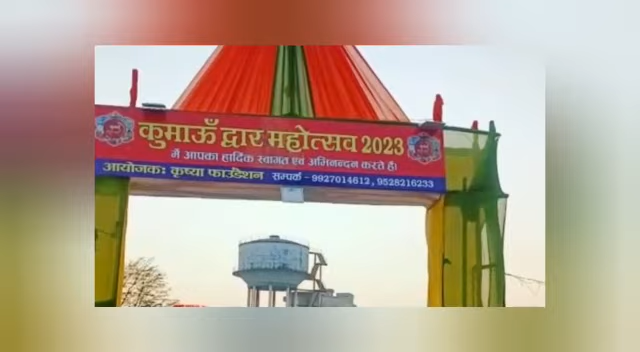 कुमाऊँ द्वार महोत्सव 2023
में आपका हार्दिक स्वागत एवं अभिनन्दन करते हैं।
आयोजकः कृष्या फाउंडेशन सम्पर्क - 9927014612, 9528216233